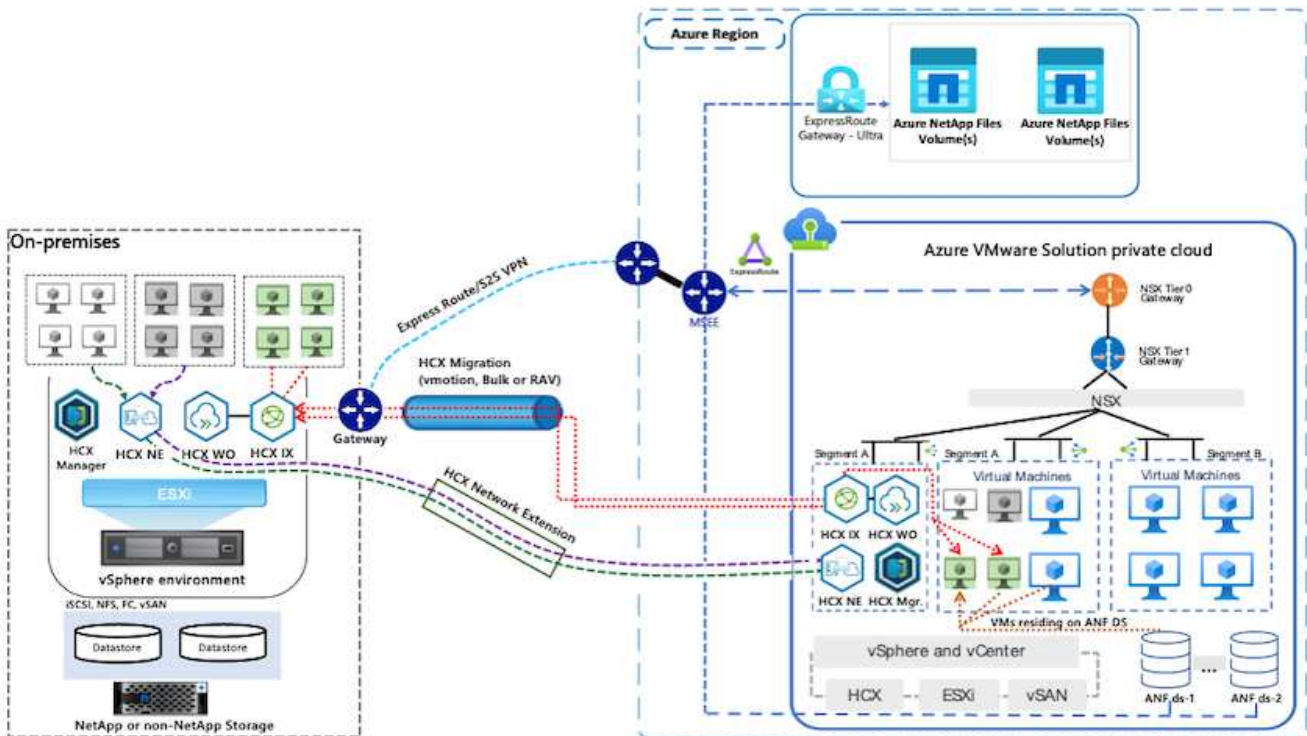 Azure Region
ExpressRoute
Gateway - Ultra
Azure NetApp Files
Volume(s)
Azure NetApp Files
Volume(s)
On-premises
Express Route/S2S VPN
ExpressRoute
MSEE
Azure VMware Solution private cloud
NSX Tier0
Gateway
NSX Tier1
Gateway
NSX
HCX Migration
(vmotion, Bulk or RAV)
Gateway
HCX
Manager
HCX NE
HCX WO
HCX IX
ESXi
vSphere environment
HCX Network Extension
Segment A
Segment A
Segment B
Virtual Machines
Virtual Machines
HCX IX
HCX WO
HCX NE
HCX Mgr.
VMs residing on ANF DS
iSCSI, NFS, FC, vSAN
Datastore
Datastore
NetApp or non-NetApp Storage
vSphere and vCenter
HCX
ESXi
vSAN
ANF ds-1
...
ANF ds-2